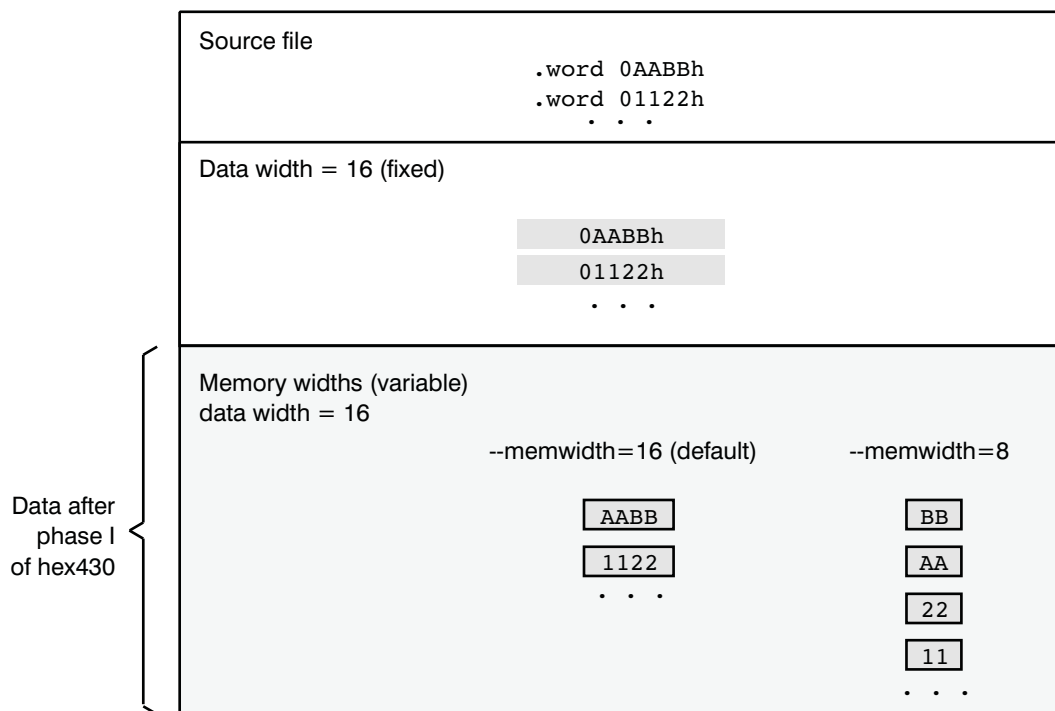 Source file
.word 0AABBh
.word 01122h
. . .
Data width = 16 (fixed)
0AABBh
01122h
. . .
Data after
phase I
of hex430
Memory widths (variable)
data width = 16
--memwidth=16 (default)
AABB
1122
. . .
--memwidth=8
BB
AA
22
11
. . .